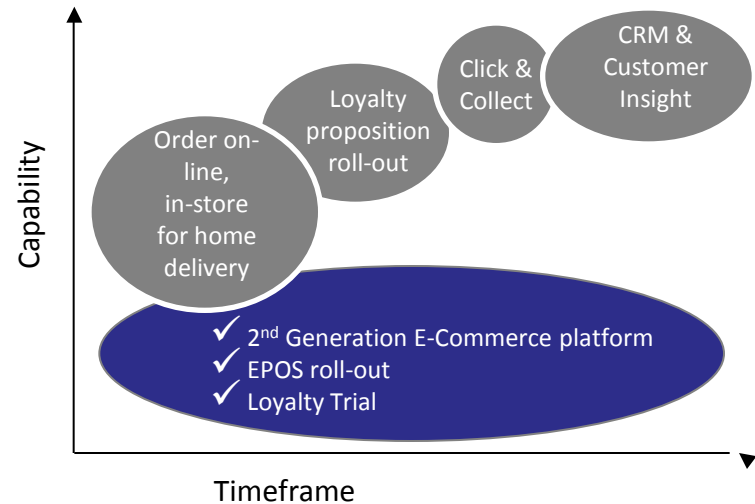 CRM &
Customer
Insight
Click &
Collect
Loyalty
proposition
roll-out
Order on-
line,
in-store
for home
delivery
Capability
✓ 2nd Generation E-Commerce platform
✓ EPOS roll-out
✓ Loyalty Trial
Timeframe